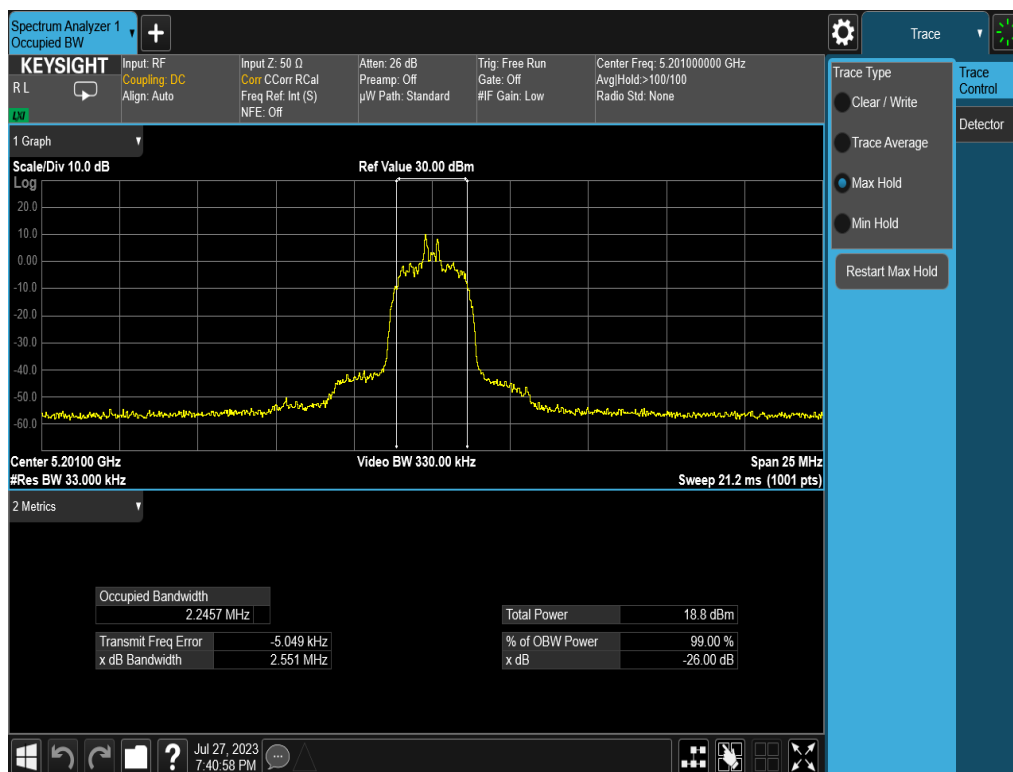 Spectrum Analyzer 1
Occupied BW
+
Trace
KEYSIGHT
R L
LXI
Input: RF
Coupling: DC
Align: Auto
Input Z: 50 Ω
Corr CCorr RCal
Freq Ref: Int (S)
NFE: Off
Atten: 26 dB
Preamp: Off
µW Path: Standard
Trig: Free Run
Gate: Off
#IF Gain: Low
Center Freq: 5.201000000 GHz
Avg|Hold:>100/100
Radio Std: None
Trace Type
Clear / Write
Trace Average
Max Hold
Min Hold
Restart Max Hold
Trace
Control
Detector
1 Graph
Scale/Div 10.0 dB
Ref Value 30.00 dBm
Log
20.0
10.0
0.00
-10.0
-20.0
-30.0
-40.0
-50.0
-60.0
Center 5.20100 GHz
Video BW 330.00 kHz
Span 25 MHz
#Res BW 33.000 kHz
Sweep 21.2 ms (1001 pts)
2 Metrics
Occupied Bandwidth
2.2457 MHz
Transmit Freq Error -5.049 kHz
x dB Bandwidth 2.551 MHz
Total Power 18.8 dBm
% of OBW Power 99.00 %
x dB -26.00 dB
?
Jul 27, 2023
7:40:58 PM